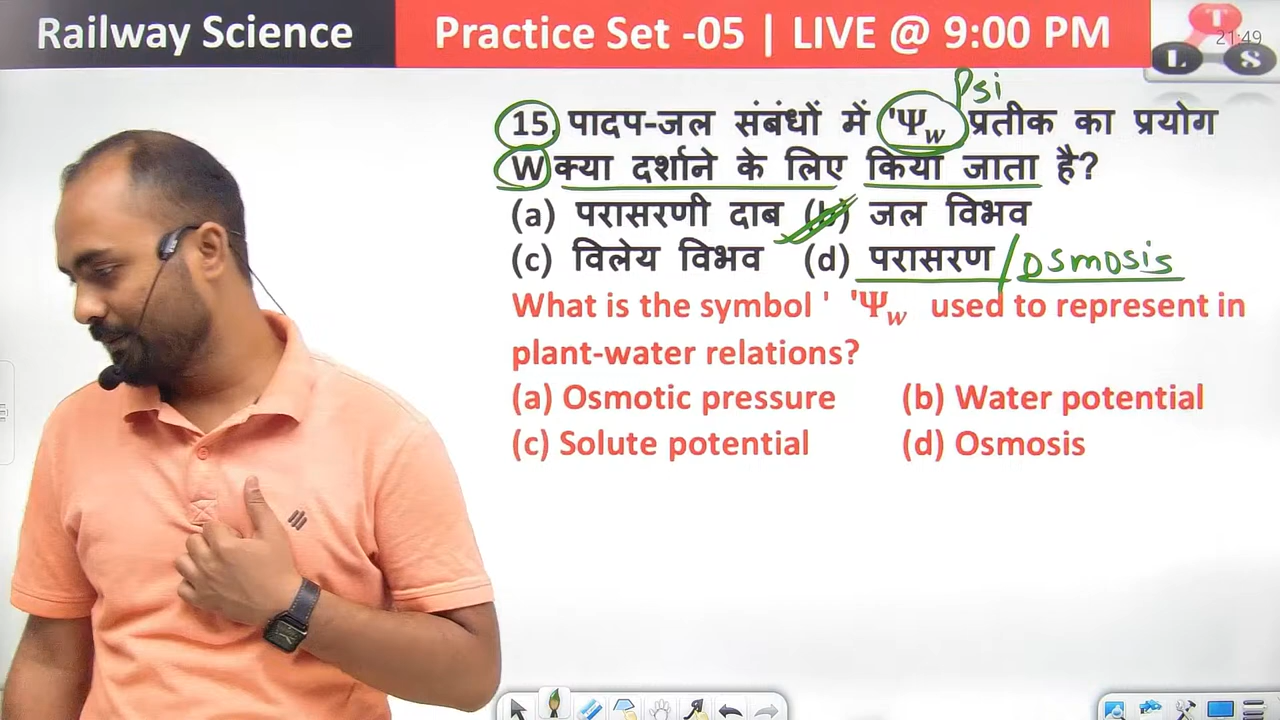 Railway Science
Practice Set -05 | LIVE @ 9:00 PM
T
L S
21:49
Psi
15. पादप-जल संबंधों में 'Ψw प्रतीक का प्रयोग
W क्या दर्शाने के लिए किया जाता है?
(a) परासरणी दाब (b) जल विभव
(c) विलेय विभव (d) परासरण / osmosis
What is the symbol ' 'Ψw used to represent in
plant-water relations?
(a) Osmotic pressure (b) Water potential
(c) Solute potential (d) Osmosis